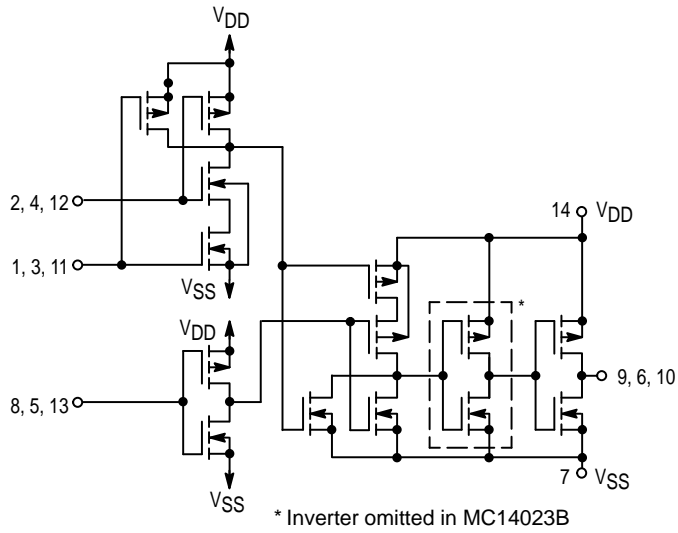 VDD
2, 4, 12
14 VDD
1, 3, 11
VSS
*
VDD
8, 5, 13
9, 6, 10
7 VSS
VSS
* Inverter omitted in MC14023B